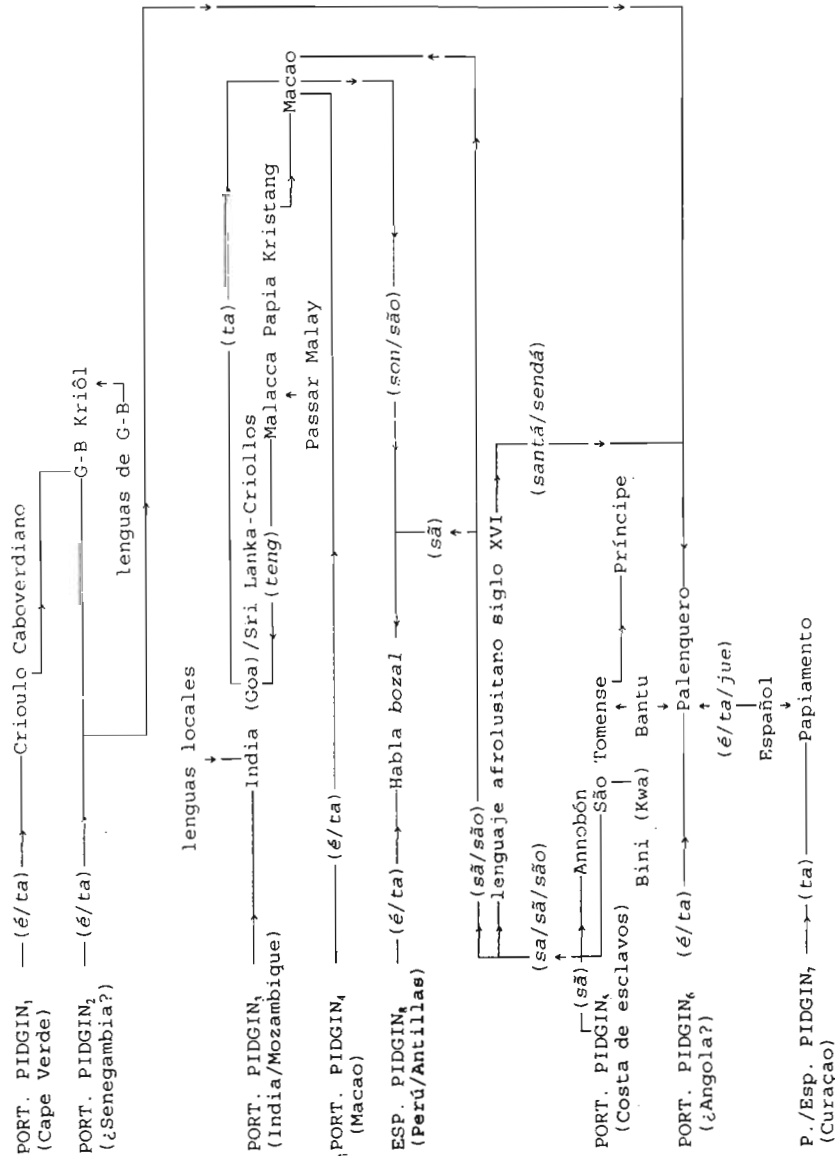 PORT. PIDGIN₁ —(é/ta)—Crioulo Caboverdiano
(Cape Verde)
PORT. PIDGIN₂ —(é/ta)—G-B Kriôl
(¿Senegambia?)
lenguas de G-B
lenguas locales
(ta)
PORT. PIDGIN₃ India (Goa)/Sri Lanka-Criollos
(India/Mozambique)
(teng)
Malacca Papia Kristang
Macao
Passar Malay
¡PORT. PIDGIN₄ —(é/ta)
(Macao)
ESP. PIDGIN₈ —(é/ta)—Habla bozal
(Perú/Antillas)
(son/são)
(sã)
(sã/são)
lenguaje afrolusitano siglo XVI
(santá/sendá)
(sa/sã/são)
(sã)—Annobón
PORT. PIDGIN₅ São Tomense Príncipe
(Costa de esclavos)
Bini (Kwa) Bantu
PORT. PIDGIN₆ (é/ta) Palenquero
(¿Angola?)
(é/ta/jue)
Español
P./Esp. PIDGIN₇ (ta) Papiamento
(Curaçao)